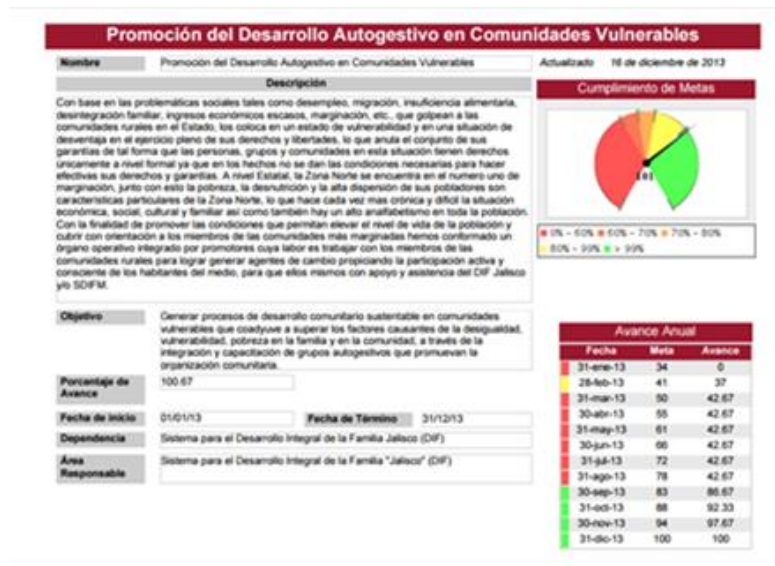 Promoción del Desarrollo Autogestivo en Comunidades Vulnerables
Nombre Promoción del Desarrollo Autogestivo en Comunidades Vulnerables
Actualizado 16 de diciembre de 2013
Descripción
Con base en las problemáticas sociales tales como desempleo, migración, insuficiencia alimentaria,
desintegración familiar, ingresos económicos escasos, marginación, etc., que golpean a las
comunidades rurales en el Estado, los coloca en un estado de vulnerabilidad y en una situación de
desventaja en el ejercicio pleno de sus derechos y libertades, lo que anula el conjunto de sus
garantías de tal forma que las personas, grupos y comunidades en esta situación tienen derechos
únicamente a nivel formal ya que en los hechos no se dan las condiciones necesarias para hacer
efectivas sus derechos y garantías. A nivel Estatal, la Zona Norte se encuentra en el numero uno de
marginación, junto con esto la pobreza, la desnutrición y la alta dispersión de sus pobladores son
características particulares de la Zona Norte, lo que hace cada vez mas crónica y difícil la situación
económica, social, cultural y familiar así como también hay un alto analfabetismo en toda la población.
Con la finalidad de promover las condiciones que permitan elevar el nivel de vida de la población y
cubrir con orientación a los miembros de las comunidades más marginadas hemos conformado un
órgano operativo integrado por promotores cuya labor es trabajar con los miembros de las
comunidades rurales para lograr generar agentes de cambio propiciando la participación activa y
consciente de los habitantes del medio, para que ellos mismos con apoyo y asistencia del DIF Jalisco
y/o SDIFM.
Cumplimiento de Metas
101
0% - 60% 60% - 70% 70% - 80%
80% - 99% > 99%
Objetivo Generar procesos de desarrollo comunitario sustentable en comunidades
vulnerables que coadyuve a superar los factores causantes de la desigualdad,
vulnerabilidad, pobreza en la familia y en la comunidad, a través de la
integración y capacitación de grupos autogestivos que promuevan la
organización comunitaria.
Porcentaje de Avance 100.67
Fecha de inicio 01/01/13 Fecha de Término 31/12/13
Dependencia Sistema para el Desarrollo Integral de la Familia Jalisco (DIF)
Área Responsable Sistema para el Desarrollo Integral de la Familia "Jalisco" (DIF)
Avance Anual
Fecha Meta Avance
31-ene-13 34 0
28-feb-13 41 37
31-mar-13 50 42.67
30-abr-13 55 42.67
31-may-13 61 42.67
30-jun-13 66 42.67
31-jul-13 72 42.67
31-ago-13 78 42.67
30-sep-13 83 86.67
31-oct-13 88 92.33
30-nov-13 94 97.67
31-dic-13 100 100